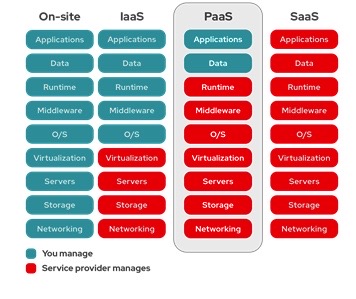 On-site IaaS PaaS SaaS
Applications Applications Applications Applications
Data Data Data Data
Runtime Runtime Runtime Runtime
Middleware Middleware Middleware Middleware
O/S O/S O/S O/S
Virtualization Virtualization Virtualization Virtualization
Servers Servers Servers Servers
Storage Storage Storage Storage
Networking Networking Networking Networking
You manage
Service provider manages